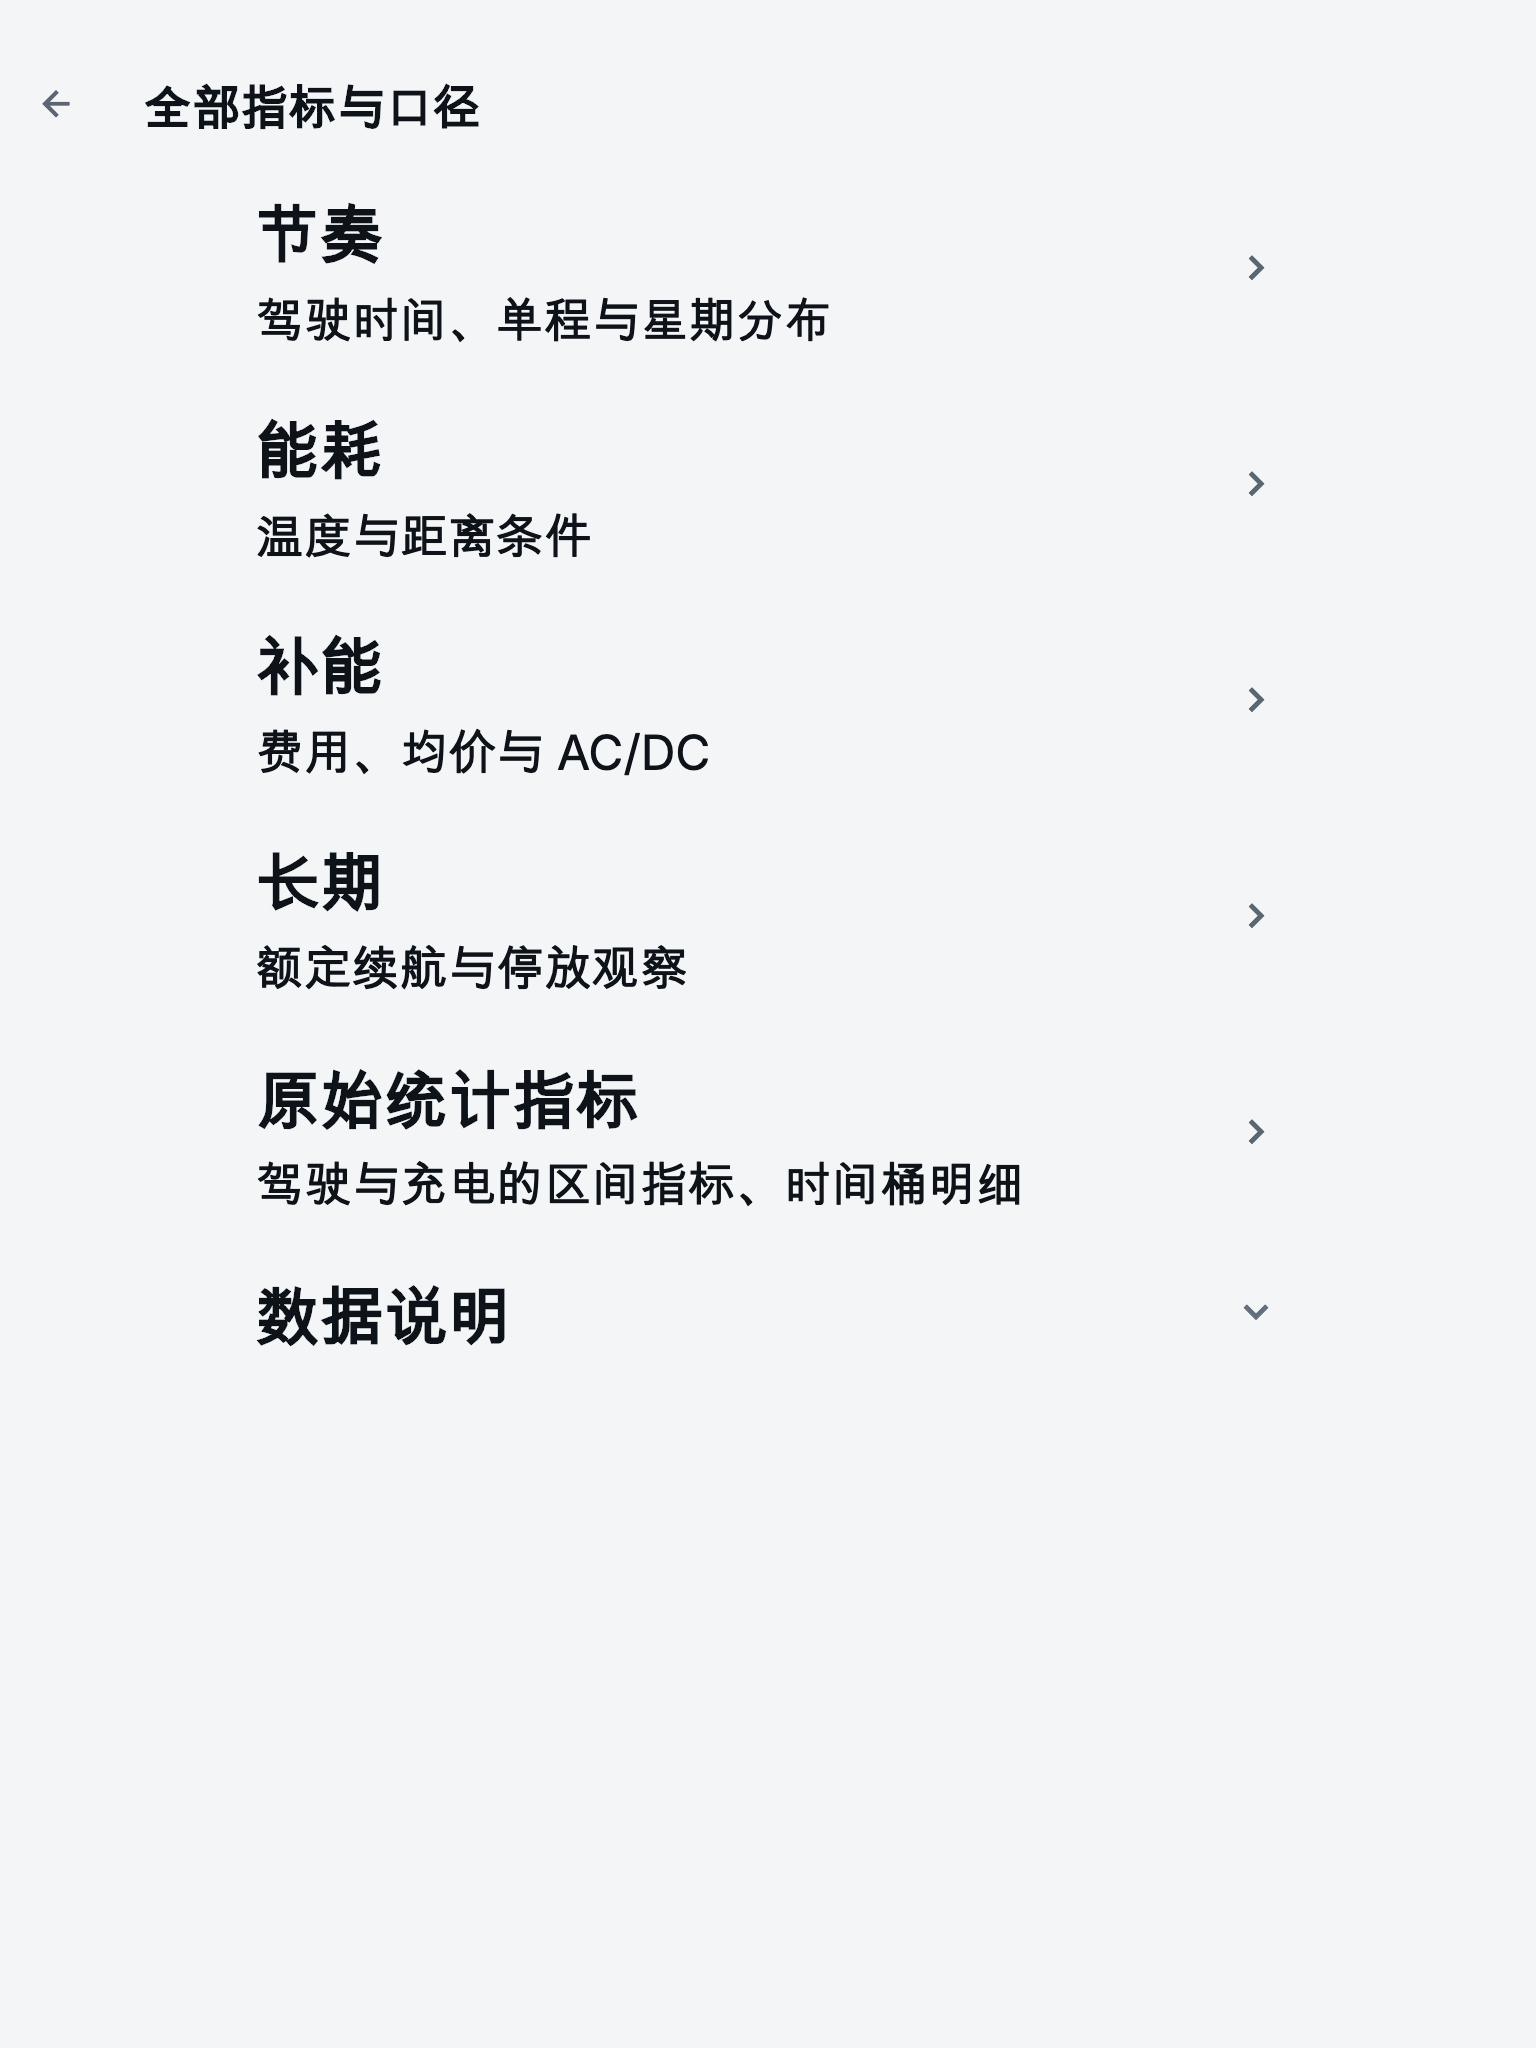 全部指标与口径
节奏
驾驶时间、单程与星期分布
能耗
温度与距离条件
补能
费用、均价与 AC/DC
长期
额定续航与停放观察
原始统计指标
驾驶与充电的区间指标、时间桶明细
数据说明